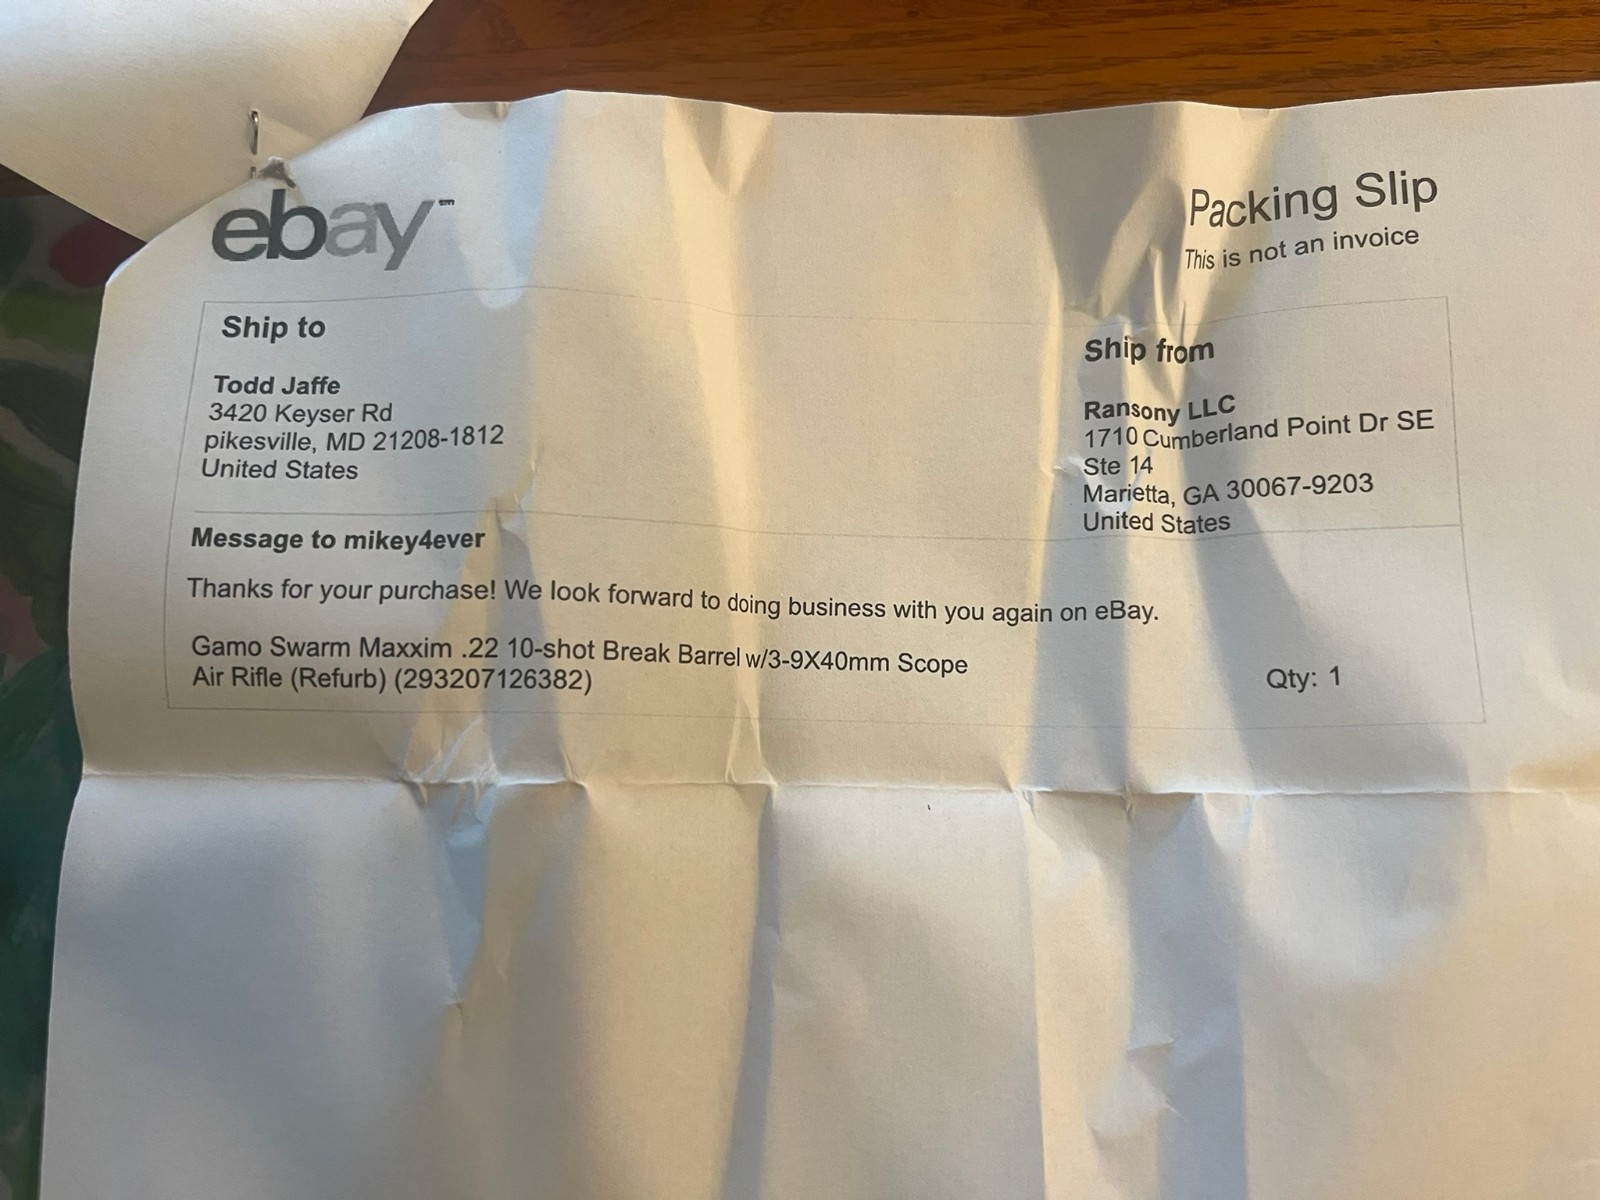 ebay℠
Packing Slip
This is not an invoice
Ship to
Todd Jaffe
3420 Keyser Rd
pikesville, MD 21208-1812
United States
Ship from
Ransony LLC
1710 Cumberland Point Dr SE
Ste 14
Marietta, GA 30067-9203
United States
Message to mikey4ever
Thanks for your purchase! We look forward to doing business with you again on eBay.
Gamo Swarm Maxxim .22 10-shot Break Barrel w/3-9X40mm Scope
Air Rifle (Refurb) (293207126382)
Qty: 1